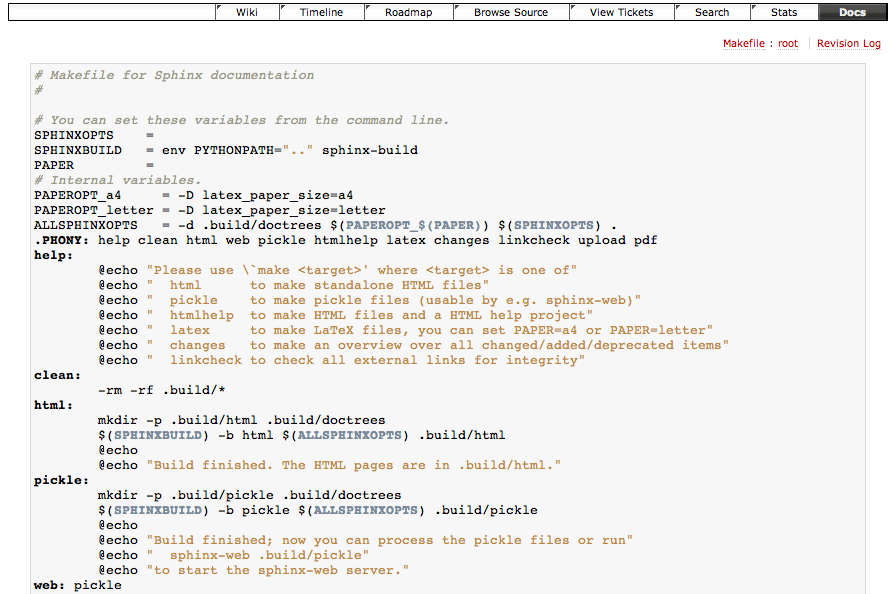 Wiki Timeline Roadmap Browse Source View Tickets Search Stats Docs
Makefile : root Revision Log
# Makefile for Sphinx documentation
#
# You can set these variables from the command line.
SPHINXOPTS    =
SPHINXBUILD   = env PYTHONPATH=".." sphinx-build
PAPER         =
# Internal variables.
PAPEROPT_a4     = -D latex_paper_size=a4
PAPEROPT_letter = -D latex_paper_size=letter
ALLSPHINXOPTS   = -d .build/doctrees $(PAPEROPT_$(PAPER)) $(SPHINXOPTS) .
.PHONY: help clean html web pickle htmlhelp latex changes linkcheck upload pdf
help:
        @echo "Please use \`make <target>' where <target> is one of"
        @echo "  html      to make standalone HTML files"
        @echo "  pickle    to make pickle files (usable by e.g. sphinx-web)"
        @echo "  htmlhelp  to make HTML files and a HTML help project"
        @echo "  latex     to make LaTeX files, you can set PAPER=a4 or PAPER=letter"
        @echo "  changes   to make an overview over all changed/added/deprecated items"
        @echo "  linkcheck to check all external links for integrity"
clean:
        -rm -rf .build/*
html:
        mkdir -p .build/html .build/doctrees
        $(SPHINXBUILD) -b html $(ALLSPHINXOPTS) .build/html
        @echo
        @echo "Build finished. The HTML pages are in .build/html."
pickle:
        mkdir -p .build/pickle .build/doctrees
        $(SPHINXBUILD) -b pickle $(ALLSPHINXOPTS) .build/pickle
        @echo
        @echo "Build finished; now you can process the pickle files or run"
        @echo "  sphinx-web .build/pickle"
        @echo "to start the sphinx-web server."
web: pickle